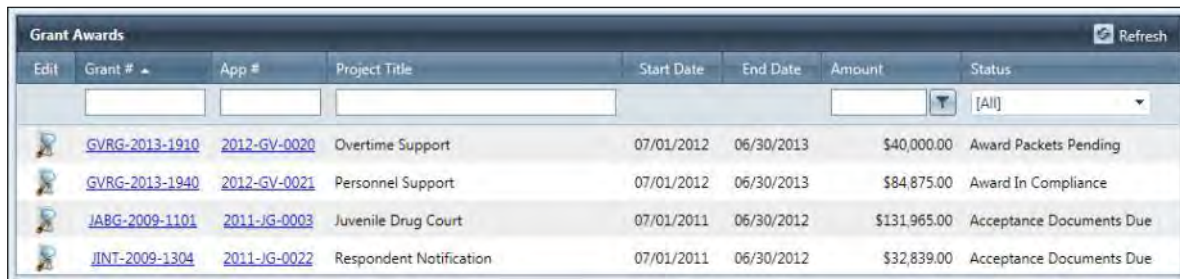 Grant Awards Refresh
Edit Grant # App # Project Title Start Date End Date Amount Status
[All]
GVRG-2013-1910 2012-GV-0020 Overtime Support 07/01/2012 06/30/2013 $40,000.00 Award Packets Pending
GVRG-2013-1940 2012-GV-0021 Personnel Support 07/01/2012 06/30/2013 $84,875.00 Award In Compliance
JABG-2009-1101 2011-JG-0003 Juvenile Drug Court 07/01/2011 06/30/2012 $131,965.00 Acceptance Documents Due
JINT-2009-1304 2011-JG-0022 Respondent Notification 07/01/2011 06/30/2012 $32,839.00 Acceptance Documents Due